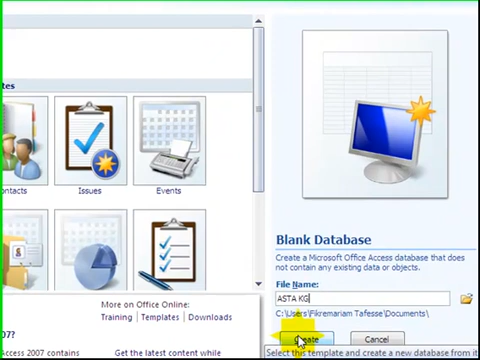 tes
ontacts
Issues
Events
More on Office Online:
Training | Templates | Downloads
07?
Access 2007 contains
Get the latest content while
Blank Database
Create a Microsoft Office Access database that does
not contain any existing data or objects.
File Name:
ASTA KG
C:\Users\Fikremariam Tafesse\Documents\
Create
Cancel
Select this template and create a new database from it